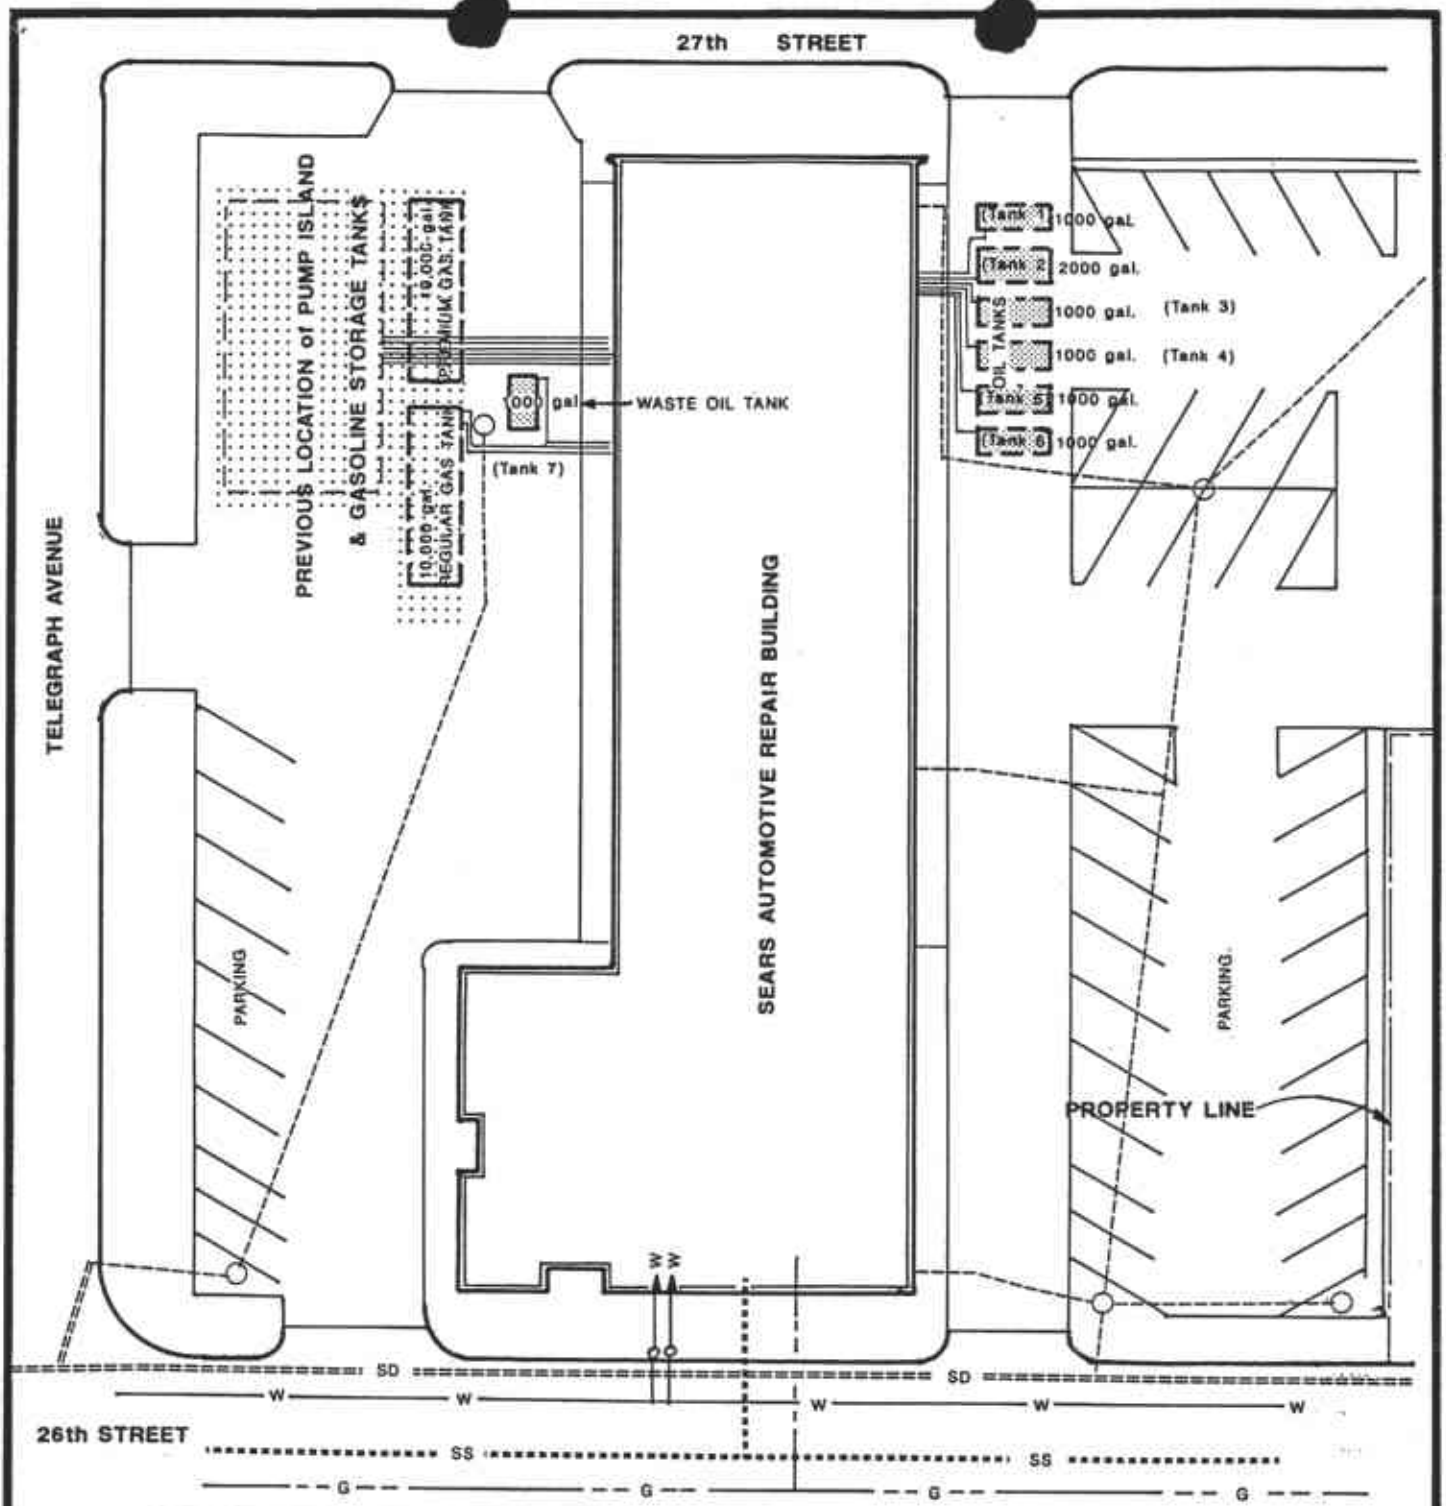 27th STREET
(Tank 1) 1000 gal.
(Tank 2) 2000 gal.
1000 gal. (Tank 3)
1000 gal. (Tank 4)
(Tank 5) 1000 gal.
(Tank 6) 1000 gal.
OIL TANKS
PREVIOUS LOCATION of PUMP ISLAND
& GASOLINE STORAGE TANKS
10,000 gal.
PREMIUM GAS TANK
10,000 gal.
REGULAR GAS TANK
gal.
WASTE OIL TANK
(Tank 7)
TELEGRAPH AVENUE
SEARS AUTOMOTIVE REPAIR BUILDING
PARKING
PARKING.
PROPERTY LINE
W W
SD SD
W W W W W
26th STREET
SS SS
G G G G